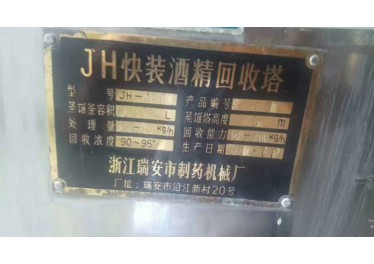 JH快装酒精回收塔
型号 JH- 产品编号
蒸馏釜容积 L 蒸馏塔高度 m
处理量 kg/h 回收能力 kg/h
回收浓度 90-95° 生产日期
浙江瑞安市制药机械厂
厂址:瑞安市沿江新村20号